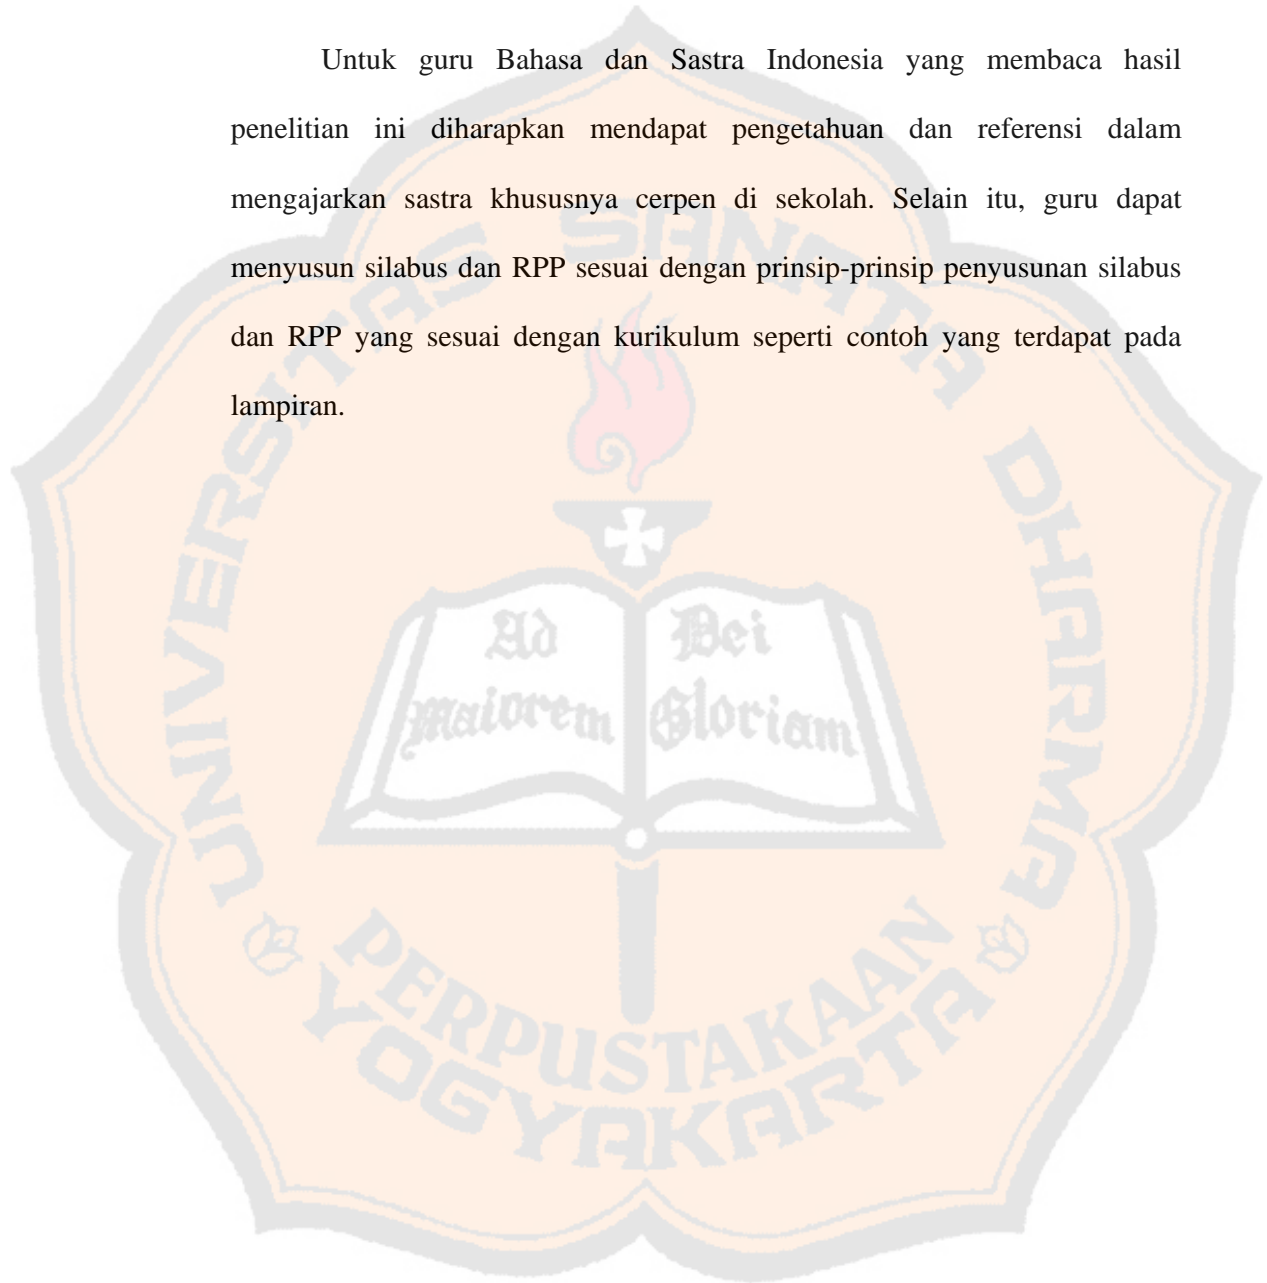 Untuk guru Bahasa dan Sastra Indonesia yang membaca hasil
penelitian ini diharapkan mendapat pengetahuan dan referensi dalam
mengajarkan sastra khususnya cerpen di sekolah. Selain itu, guru dapat
menyusun silabus dan RPP sesuai dengan prinsip-prinsip penyusunan silabus
dan RPP yang sesuai dengan kurikulum seperti contoh yang terdapat pada
lampiran.
UNIVERSITAS SANATA DHARMA
Ad Dei
Maiorem Gloriam
PERPUSTAKAAN
YOGYAKARTA